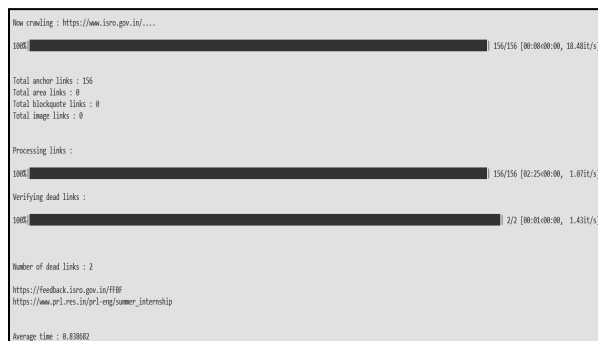 Now crawling : https://www.isro.gov.in/....
100%| | 156/156 [00:08<00:00, 18.48it/s]
Total anchor links : 156
Total area links : 0
Total blockquote links : 0
Total image links : 0
Processing links :
100%| | 156/156 [02:25<00:00, 1.07it/s]
Verifying dead links :
100%| | 2/2 [00:01<00:00, 1.43it/s]
Number of dead links : 2
https://feedback.isro.gov.in/fFBF
https://www.prl.res.in/prl-eng/summer_internship
Average time : 0.838682